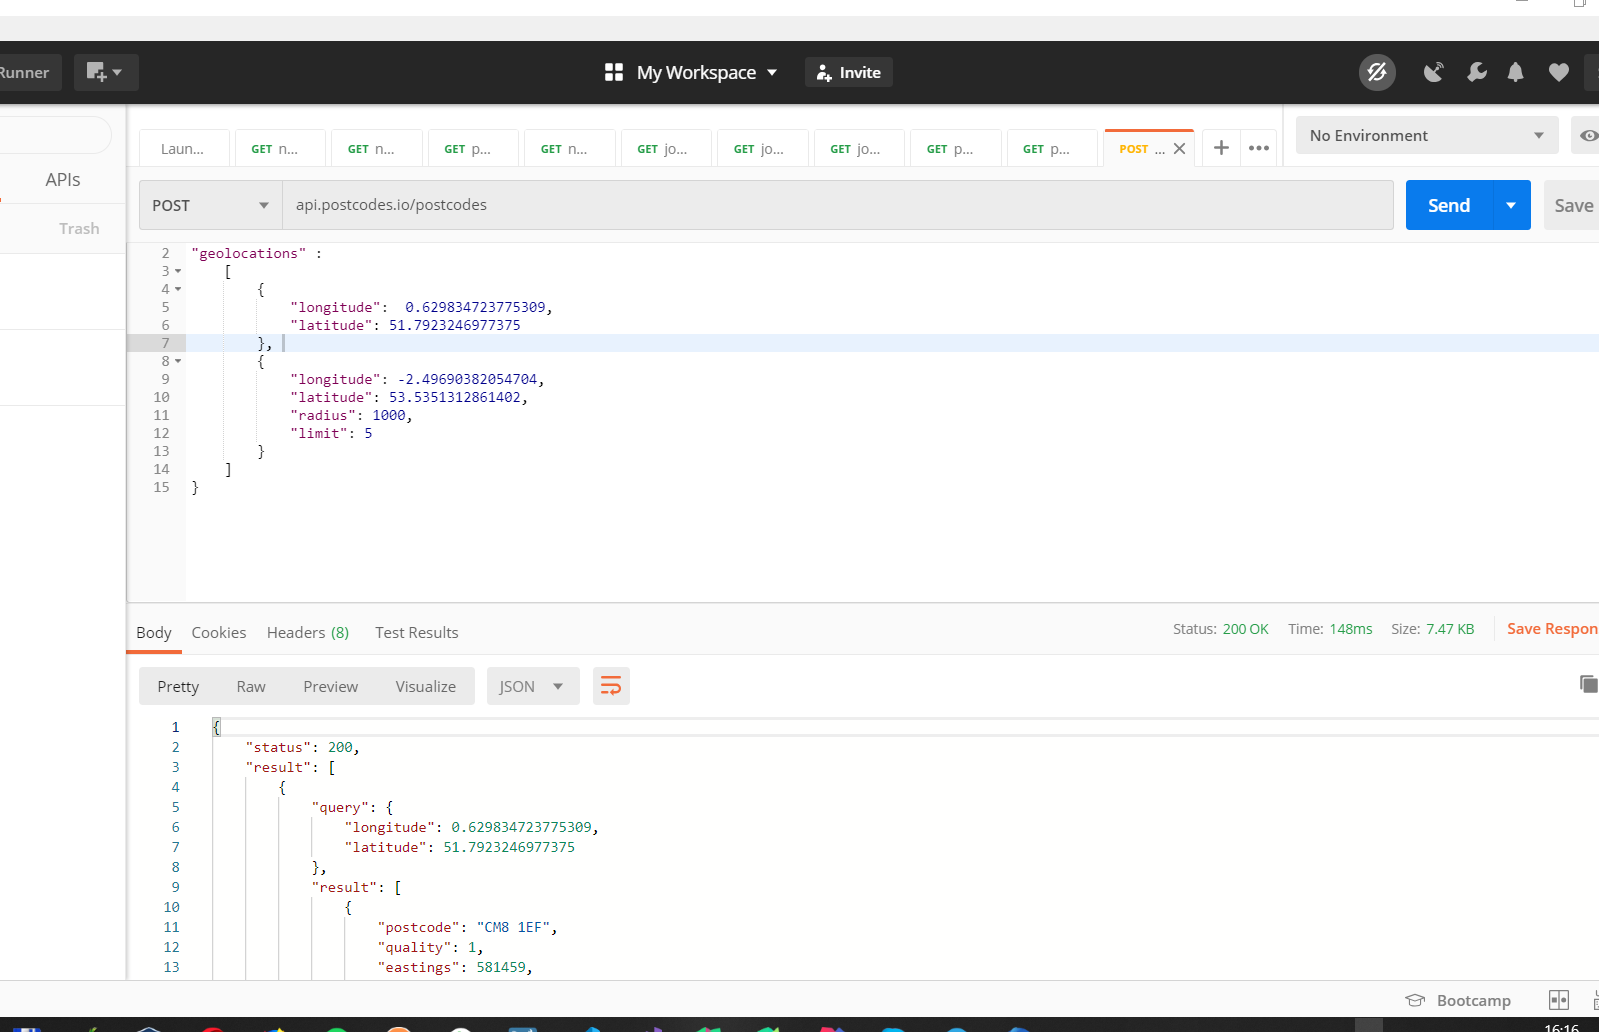 Runner
My Workspace
Invite
Laun...
GET n...
GET n...
GET p...
GET n...
GET jo...
GET jo...
GET jo...
GET p...
GET p...
POST ...
No Environment
APIs
Trash
POST
api.postcodes.io/postcodes
Send
Save
2 "geolocations" :
3 [
4 {
5 "longitude": 0.629834723775309,
6 "latitude": 51.7923246977375
7 },
8 {
9 "longitude": -2.49690382054704,
10 "latitude": 53.5351312861402,
11 "radius": 1000,
12 "limit": 5
13 }
14 ]
15 }
Body
Cookies
Headers (8)
Test Results
Status: 200 OK
Time: 148ms
Size: 7.47 KB
Save Respon
Pretty
Raw
Preview
Visualize
JSON
1 {
2 "status": 200,
3 "result": [
4 {
5 "query": {
6 "longitude": 0.629834723775309,
7 "latitude": 51.7923246977375
8 },
9 "result": [
10 {
11 "postcode": "CM8 1EF",
12 "quality": 1,
13 "eastings": 581459,
Bootcamp
16:16